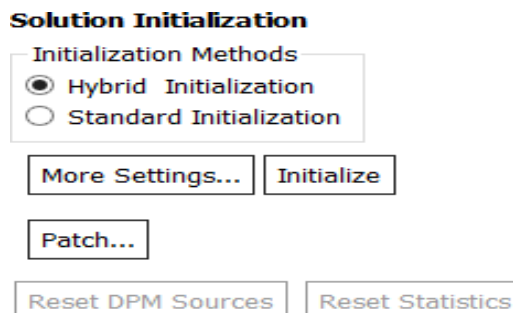 Solution Initialization
Initialization Methods
Hybrid Initialization
Standard Initialization
More Settings... Initialize
Patch...
Reset DPM Sources Reset Statistics